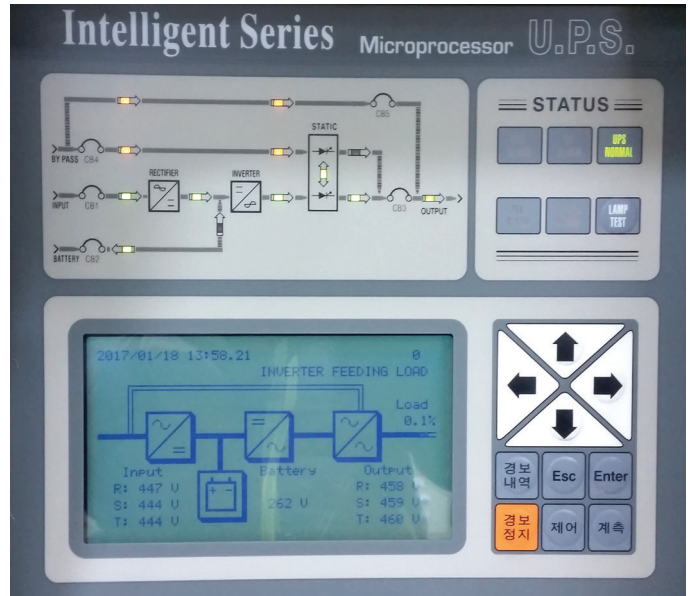 Intelligent Series Microprocessor U.P.S.
STATUS
CB5
STATIC
BY PASS CB4
UPS NORMAL
RECTIFIER
INVERTER
INPUT CB1
CB3 OUTPUT
LAMP TEST
BATTERY CB2
2017/01/18 13:58.21 0
INVERTER FEEDING LOAD
Load
0.1%
Input Battery Output
R: 447 V R: 458 V
S: 444 V 262 V S: 459 V
T: 444 V T: 460 V
경보 내역
Esc
Enter
경보 정지
제어
계측